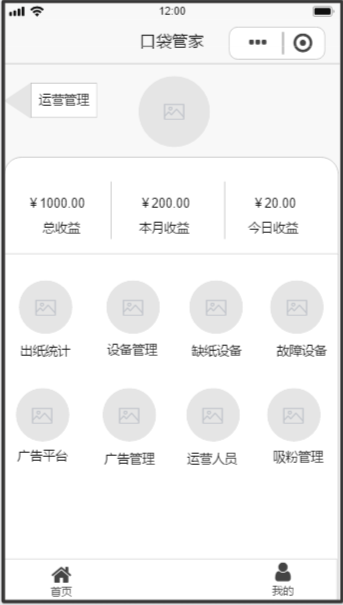 12:00
口袋管家
运营管理
￥1000.00
￥200.00
￥20.00
总收益
本月收益
今日收益
出纸统计
设备管理
缺纸设备
故障设备
广告平台
广告管理
运营人员
吸粉管理
首页
我的